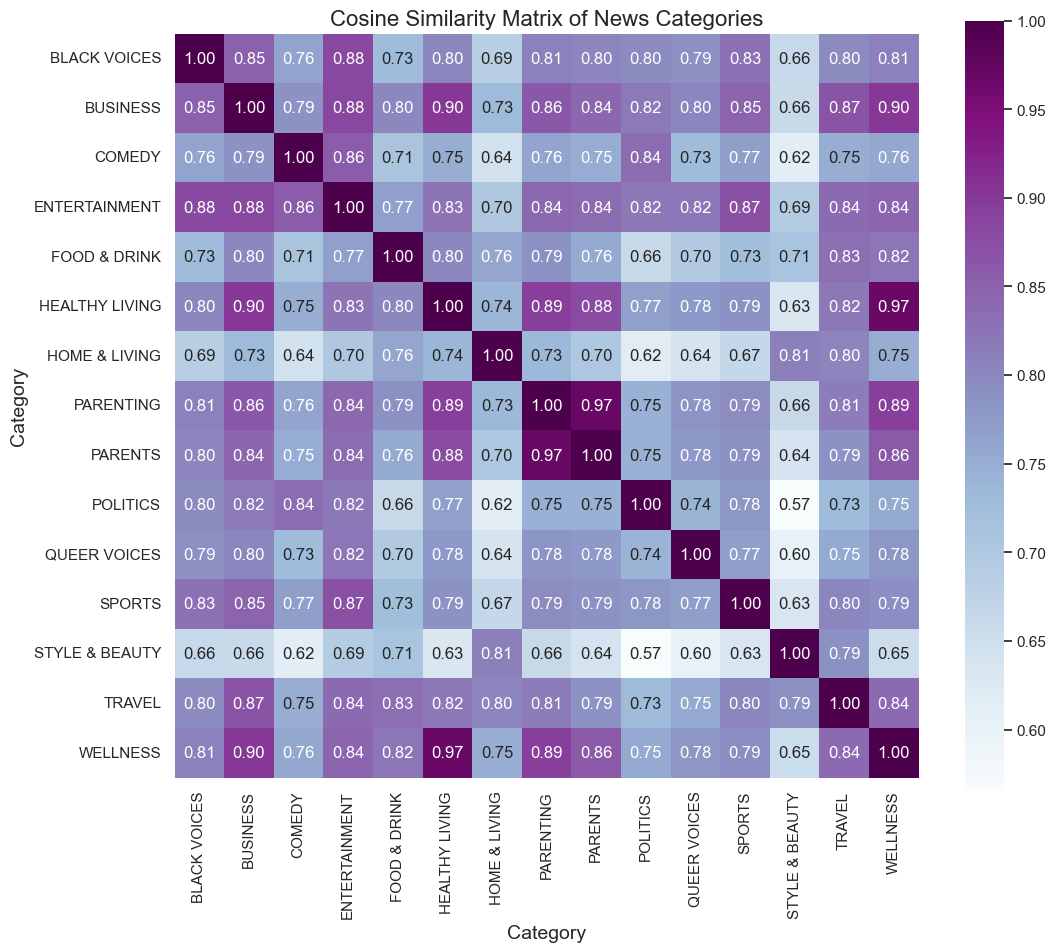 Cosine Similarity Matrix of News Categories
BLACK VOICES 1.00 0.85 0.76 0.88 0.73 0.80 0.69 0.81 0.80 0.80 0.79 0.83 0.66 0.80 0.81
BUSINESS 0.85 1.00 0.79 0.88 0.80 0.90 0.73 0.86 0.84 0.82 0.80 0.85 0.66 0.87 0.90
COMEDY 0.76 0.79 1.00 0.86 0.71 0.75 0.64 0.76 0.75 0.84 0.73 0.77 0.62 0.75 0.76
ENTERTAINMENT 0.88 0.88 0.86 1.00 0.77 0.83 0.70 0.84 0.84 0.82 0.82 0.87 0.69 0.84 0.84
FOOD & DRINK 0.73 0.80 0.71 0.77 1.00 0.80 0.76 0.79 0.76 0.66 0.70 0.73 0.71 0.83 0.82
HEALTHY LIVING 0.80 0.90 0.75 0.83 0.80 1.00 0.74 0.89 0.88 0.77 0.78 0.79 0.63 0.82 0.97
HOME & LIVING 0.69 0.73 0.64 0.70 0.76 0.74 1.00 0.73 0.70 0.62 0.64 0.67 0.81 0.80 0.75
PARENTING 0.81 0.86 0.76 0.84 0.79 0.89 0.73 1.00 0.97 0.75 0.78 0.79 0.66 0.81 0.89
PARENTS 0.80 0.84 0.75 0.84 0.76 0.88 0.70 0.97 1.00 0.75 0.78 0.79 0.64 0.79 0.86
POLITICS 0.80 0.82 0.84 0.82 0.66 0.77 0.62 0.75 0.75 1.00 0.74 0.78 0.57 0.73 0.75
QUEER VOICES 0.79 0.80 0.73 0.82 0.70 0.78 0.64 0.78 0.78 0.74 1.00 0.77 0.60 0.75 0.78
SPORTS 0.83 0.85 0.77 0.87 0.73 0.79 0.67 0.79 0.79 0.78 0.77 1.00 0.63 0.80 0.79
STYLE & BEAUTY 0.66 0.66 0.62 0.69 0.71 0.63 0.81 0.66 0.64 0.57 0.60 0.63 1.00 0.79 0.65
TRAVEL 0.80 0.87 0.75 0.84 0.83 0.82 0.80 0.81 0.79 0.73 0.75 0.80 0.79 1.00 0.84
WELLNESS 0.81 0.90 0.76 0.84 0.82 0.97 0.75 0.89 0.86 0.75 0.78 0.79 0.65 0.84 1.00
Category
BLACK VOICES
BUSINESS
COMEDY
ENTERTAINMENT
FOOD & DRINK
HEALTHY LIVING
HOME & LIVING
PARENTING
PARENTS
POLITICS
QUEER VOICES
SPORTS
STYLE & BEAUTY
TRAVEL
WELLNESS
Category
1.00
0.95
0.90
0.85
0.80
0.75
0.70
0.65
0.60